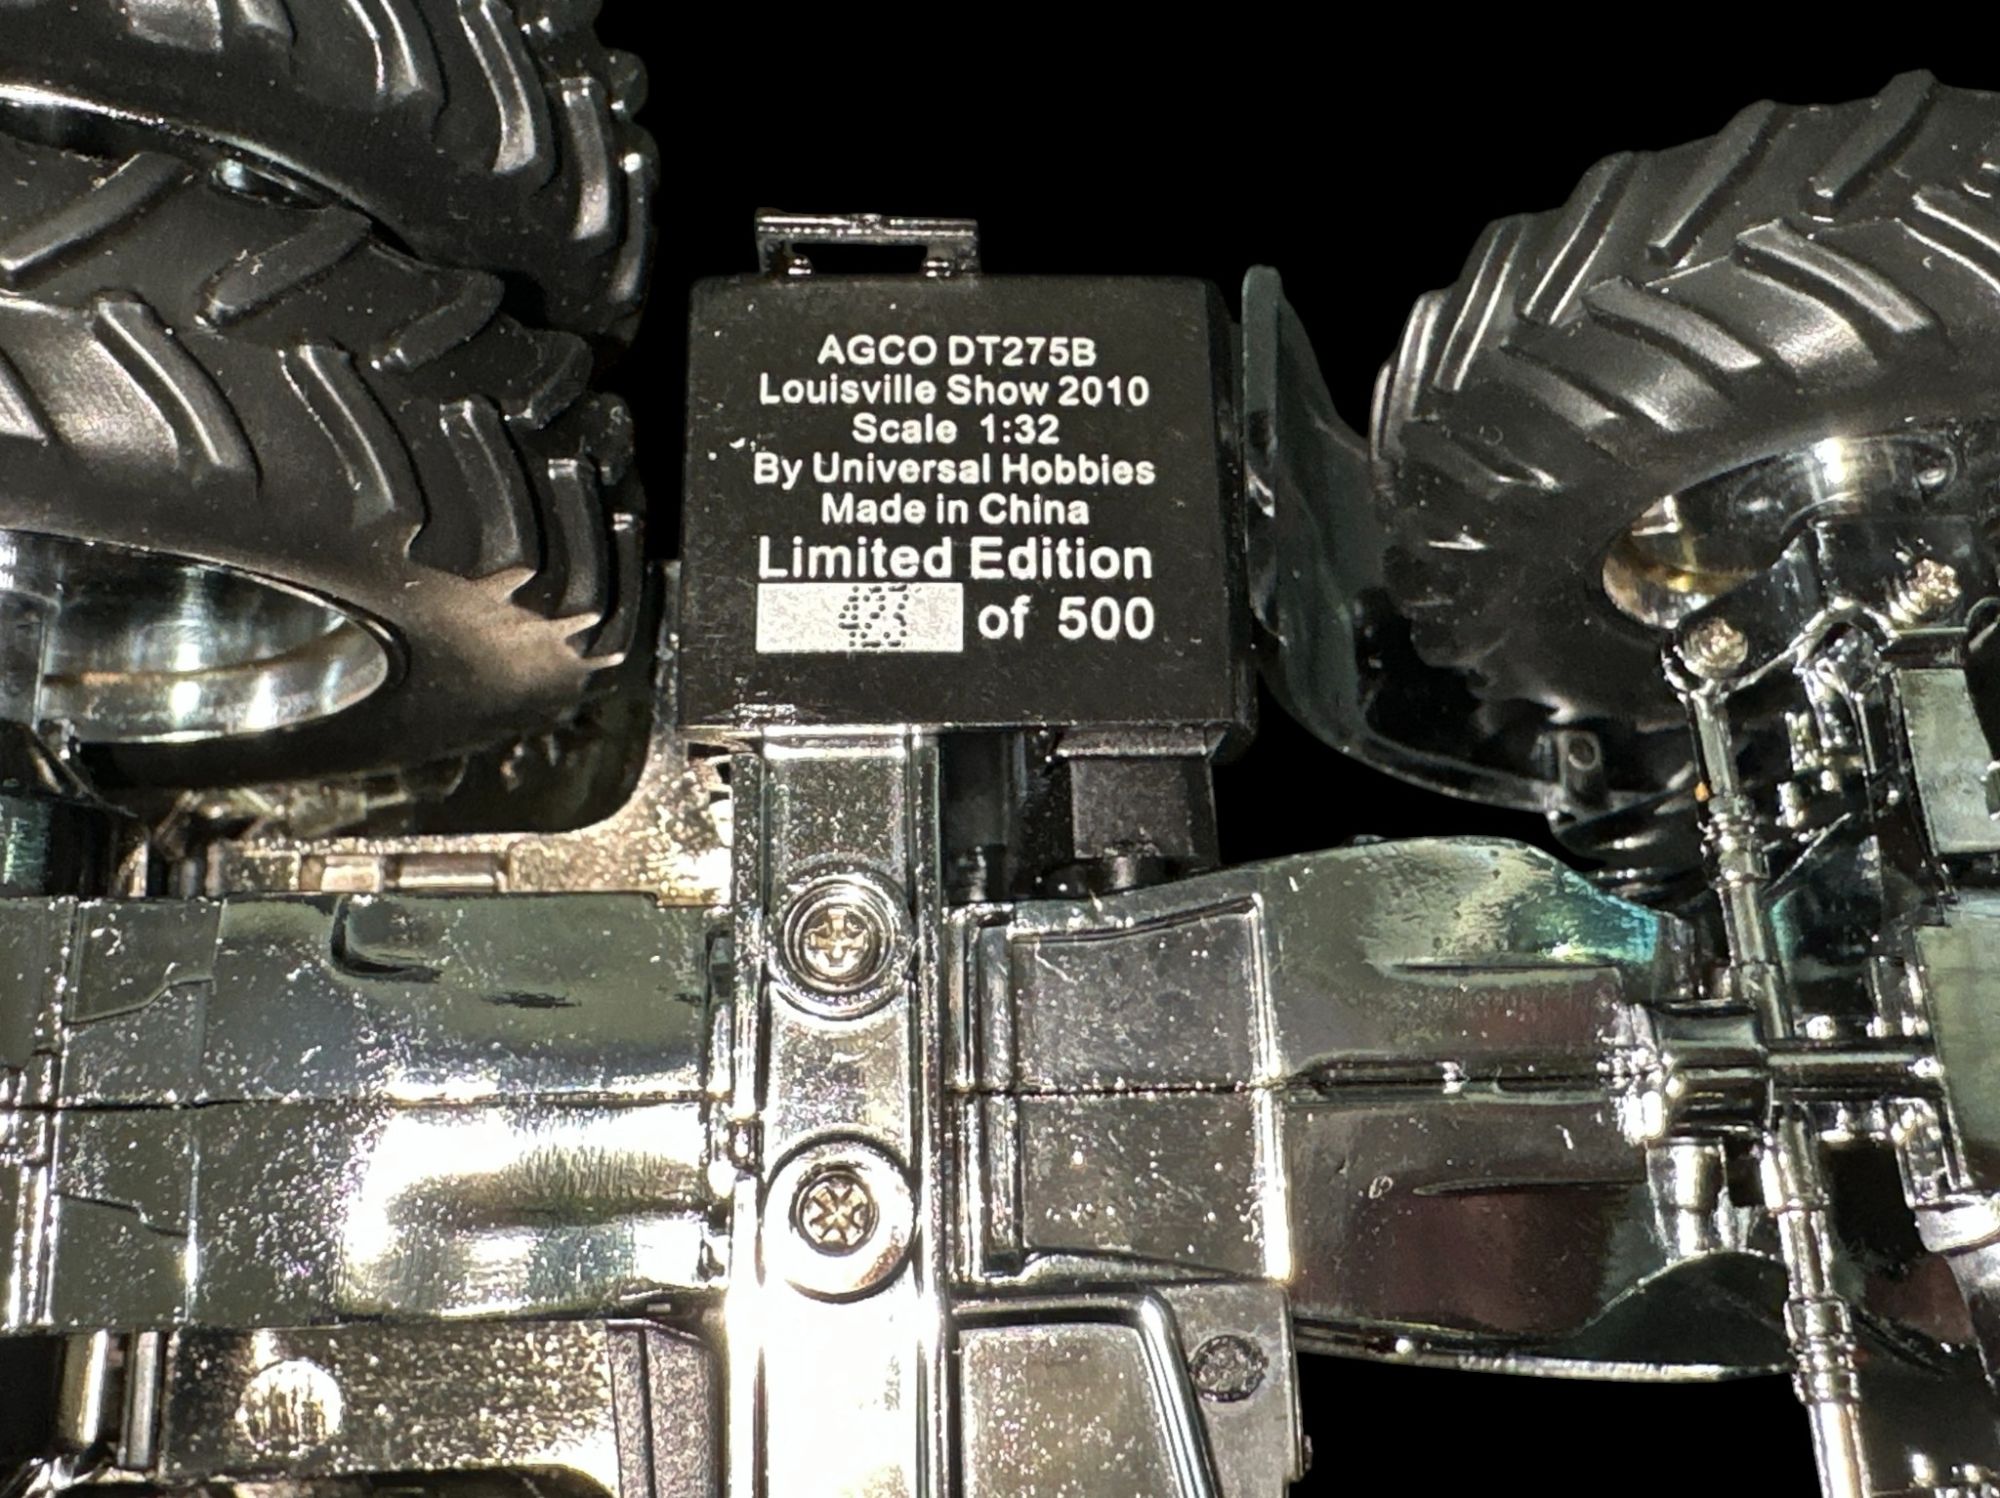 AGCO DT275B
Louisville Show 2010
Scale 1:32
By Universal Hobbies
Made in China
Limited Edition
of 500